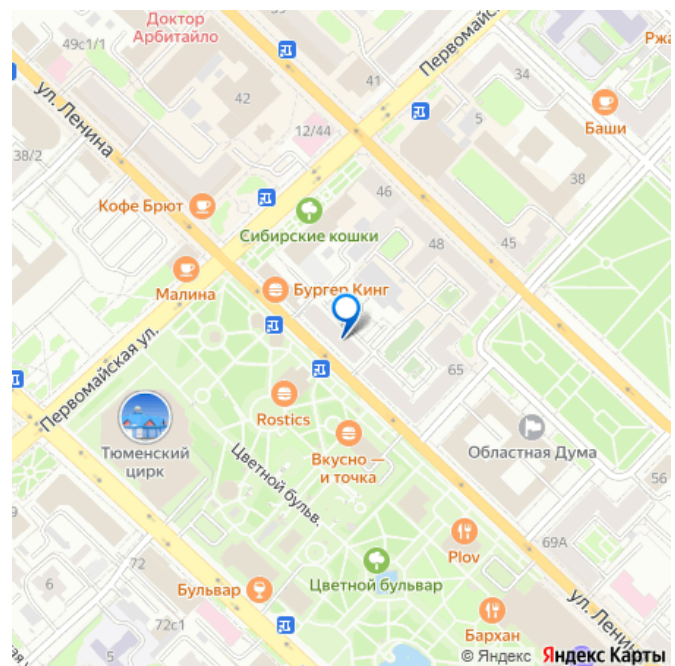 Доктор
Арбитайло
49с1/1
Первомайская
Ржа
41
34
42
ул. Ленина
12/44
5
Баши
38/2
38
46
Кофе Брют
Сибирские кошки
48
45
Малина
Бургер Кинг
Первомайская ул.
65
Rostics
Тюменский
цирк
Вкусно —
и точка
Областная Дума
Цветной бульв.
56
69А
72
Plov
6
Бульвар
Цветной бульвар
ул. Лени
72с1
Бархан
5
© Яндекс Яндекс Карты